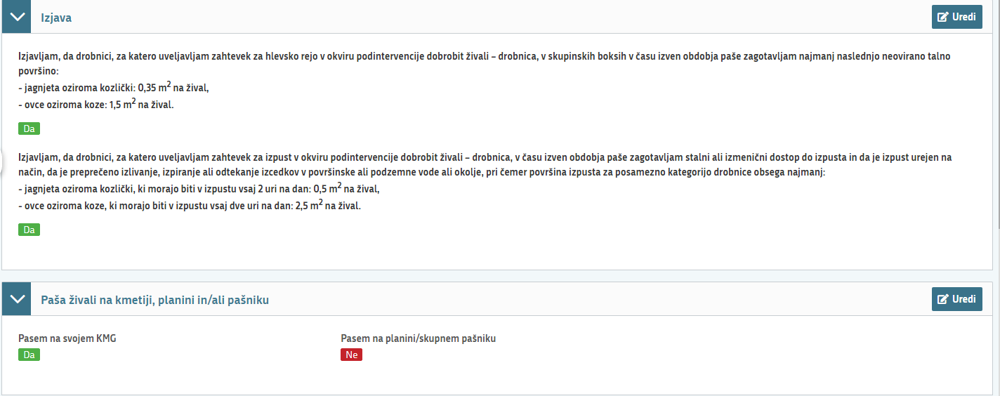 Izjava
Uredi
Izjavljam, da drobnici, za katero uveljavljam zahtevek za hlevsko rejo v okviru podintervencije dobrobit živali – drobnica, v skupinskih boksih v času izven obdobja paše zagotavljam najmanj naslednjo neovirano talno
površino:
- jagnjeta oziroma kozlički: 0,35 m² na žival,
- ovce oziroma koze: 1,5 m² na žival.
Da
Izjavljam, da drobnici, za katero uveljavljam zahtevek za izpust v okviru podintervencije dobrobit živali – drobnica, v času izven obdobja paše zagotavljam stalni ali izmenični dostop do izpusta in da je izpust urejen na
način, da je preprečeno izlivanje, izpiranje ali odtekanje izcedkov v površinske ali podzemne vode ali okolje, pri čemer površina izpusta za posamezno kategorijo drobnice obsega najmanj:
- jagnjeta oziroma kozlički, ki morajo biti v izpustu vsaj 2 uri na dan: 0,5 m² na žival,
- ovce oziroma koze, ki morajo biti v izpustu vsaj dve uri na dan: 2,5 m² na žival.
Da
Paša živali na kmetiji, planini in/ali pašniku
Uredi
Pasem na svojem KMG
Da
Pasem na planini/skupnem pašniku
Ne